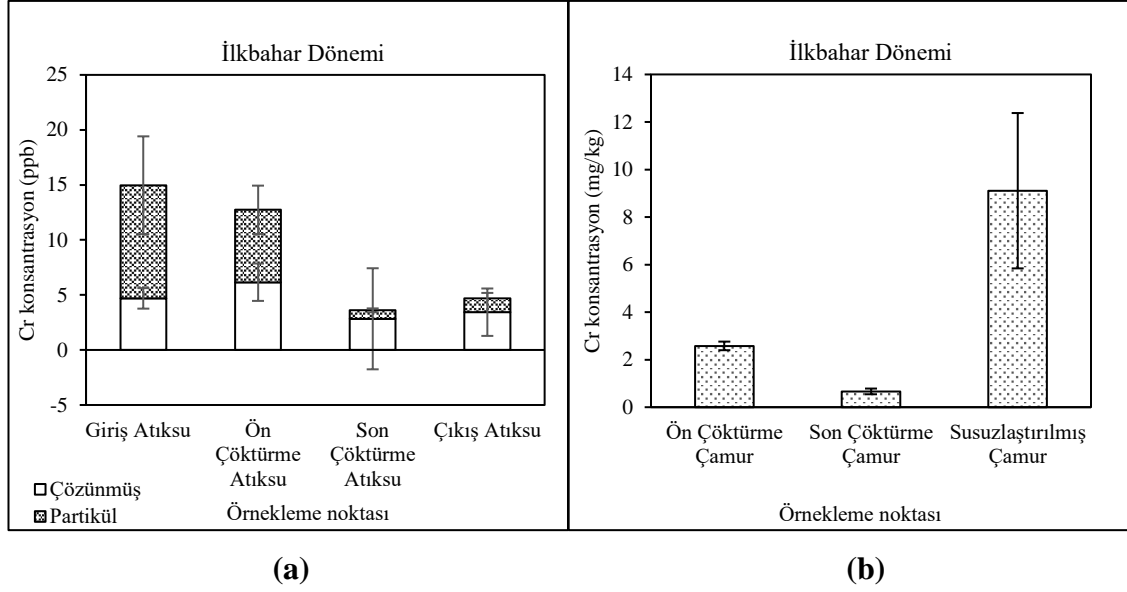 İlkbahar Dönemi
Cr konsantrasyon (ppb)
25
20
15
10
5
0
-5
Giriş Atıksu
Ön
Çöktürme
Atıksu
Son
Çöktürme
Atıksu
Çıkış Atıksu
Çözünmüş
Partikül
Örnekleme noktası
(a)
İlkbahar Dönemi
Cr konsantrasyon (mg/kg)
14
12
10
8
6
4
2
0
Ön Çöktürme
Çamur
Son Çöktürme
Çamur
Susuzlaştırılmış
Çamur
Örnekleme noktası
(b)